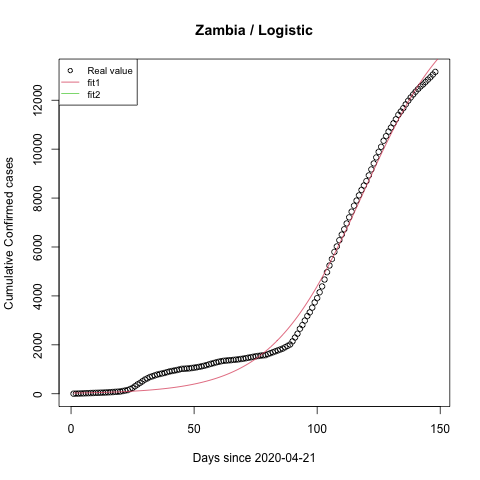 Zambia / Logistic
Real value
fit1
fit2
Cumulative Confirmed cases
0
2000
4000
6000
8000
10000
12000
0
50
100
150
Days since 2020-04-21